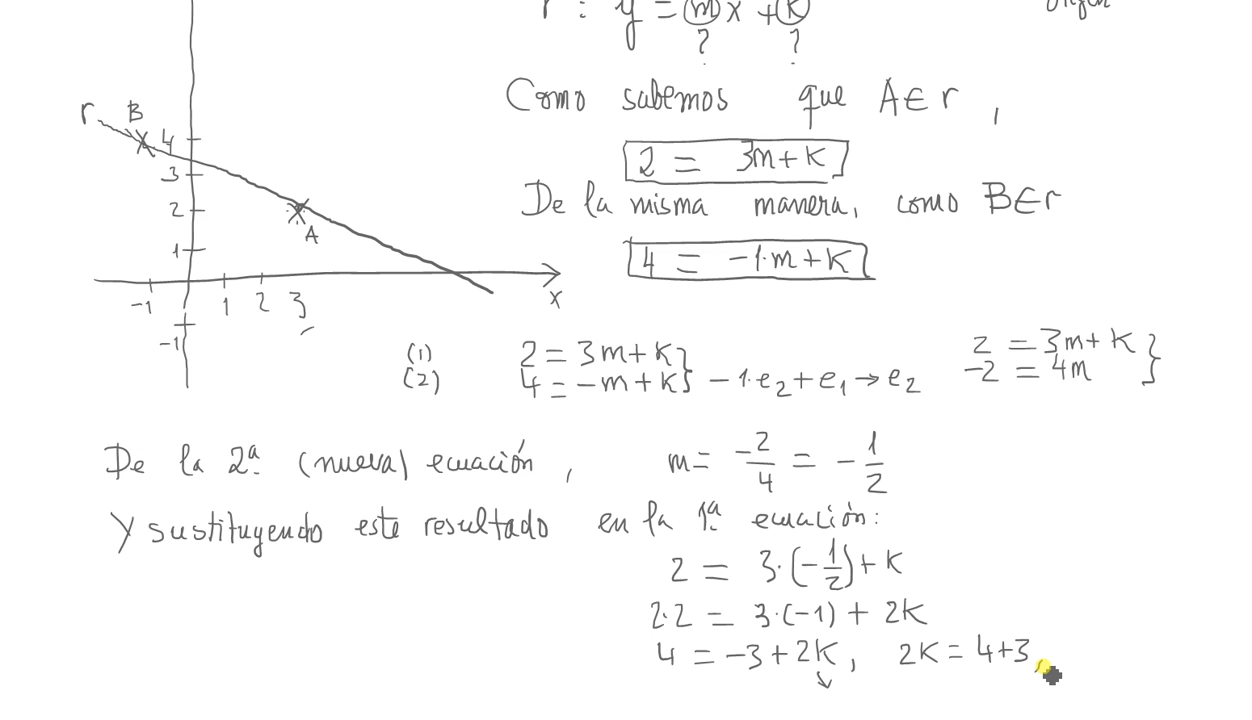 r : y = mx + k
? ?
Como sabemos que A∈r,
2 = 3m+k
De la misma manera, como B∈r
4 = -1·m+k
r B
4
3
2
A
1
-1 1 2 3 x
-1
(1) 2 = 3m+k } 2 = 3m+k }
(2) 4 = -m+k } -1·e₂+e₁→e₂ -2 = 4m
De la 2ª (nueva) ecuación, m = -2/4 = -1/2
Y sustituyendo este resultado en la 1ª ecuación:
2 = 3·(-1/2)+k
2·2 = 3·(-1) + 2k
4 = -3+2k, 2k = 4+3